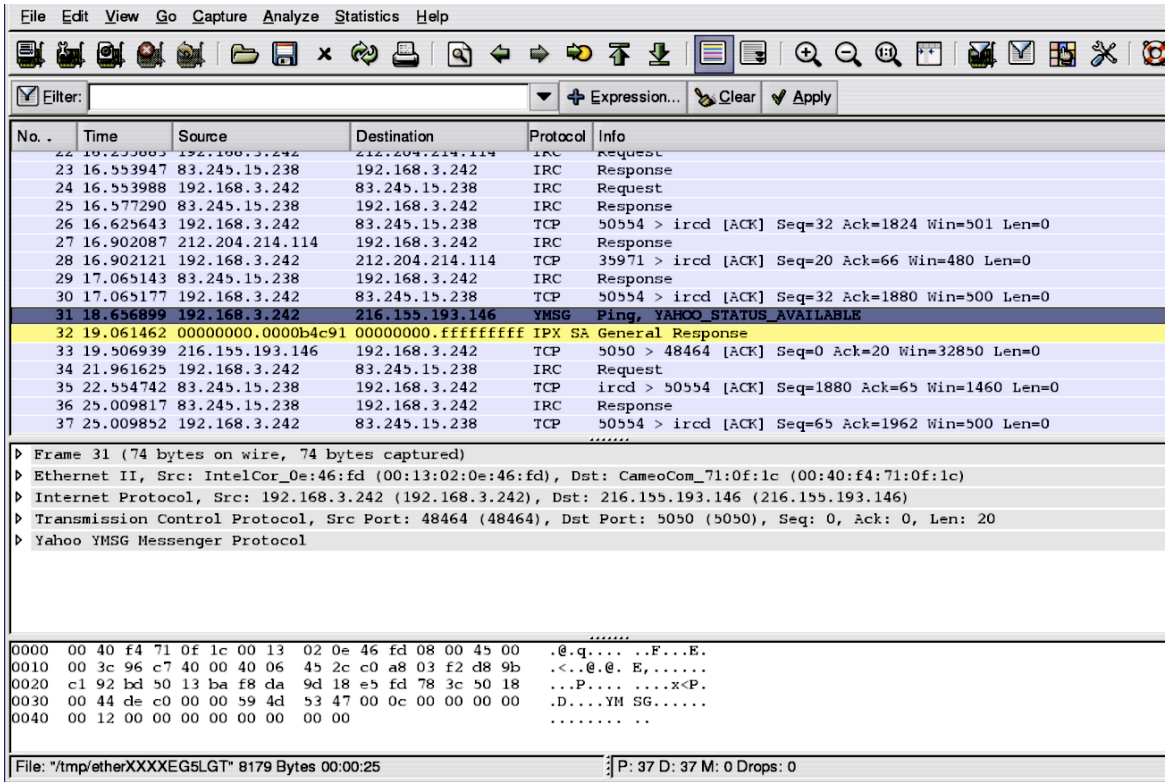 File Edit View Go Capture Analyze Statistics Help
Filter: Expression... Clear Apply
No. . Time Source Destination Protocol Info
22 16.255883 192.168.3.242 212.204.214.114 IRC Request
23 16.553947 83.245.15.238 192.168.3.242 IRC Response
24 16.553988 192.168.3.242 83.245.15.238 IRC Request
25 16.577290 83.245.15.238 192.168.3.242 IRC Response
26 16.625643 192.168.3.242 83.245.15.238 TCP 50554 > ircd [ACK] Seq=32 Ack=1824 Win=501 Len=0
27 16.902087 212.204.214.114 192.168.3.242 IRC Response
28 16.902121 192.168.3.242 212.204.214.114 TCP 35971 > ircd [ACK] Seq=20 Ack=66 Win=480 Len=0
29 17.065143 83.245.15.238 192.168.3.242 IRC Response
30 17.065177 192.168.3.242 83.245.15.238 TCP 50554 > ircd [ACK] Seq=32 Ack=1880 Win=500 Len=0
31 18.656899 192.168.3.242 216.155.193.146 YMSG Ping, YAHOO_STATUS_AVAILABLE
32 19.061462 00000000.0000b4c91 00000000.fffffffff IPX SA General Response
33 19.506939 216.155.193.146 192.168.3.242 TCP 5050 > 48464 [ACK] Seq=0 Ack=20 Win=32850 Len=0
34 21.961625 192.168.3.242 83.245.15.238 IRC Request
35 22.554742 83.245.15.238 192.168.3.242 TCP ircd > 50554 [ACK] Seq=1880 Ack=65 Win=1460 Len=0
36 25.009817 83.245.15.238 192.168.3.242 IRC Response
37 25.009852 192.168.3.242 83.245.15.238 TCP 50554 > ircd [ACK] Seq=65 Ack=1962 Win=500 Len=0
Frame 31 (74 bytes on wire, 74 bytes captured)
Ethernet II, Src: IntelCor_0e:46:fd (00:13:02:0e:46:fd), Dst: CameoCom_71:0f:1c (00:40:f4:71:0f:1c)
Internet Protocol, Src: 192.168.3.242 (192.168.3.242), Dst: 216.155.193.146 (216.155.193.146)
Transmission Control Protocol, Src Port: 48464 (48464), Dst Port: 5050 (5050), Seq: 0, Ack: 0, Len: 20
Yahoo YMSG Messenger Protocol
0000 00 40 f4 71 0f 1c 00 13 02 0e 46 fd 08 00 45 00 .@.q.... ..F...E.
0010 00 3c 96 c7 40 00 40 06 45 2c c0 a8 03 f2 d8 9b .<..@.@. E,......
0020 c1 92 bd 50 13 ba f8 da 9d 18 e5 fd 78 3c 50 18 ...P.... ....x<P.
0030 00 44 de c0 00 00 59 4d 53 47 00 0c 00 00 00 00 .D....YM SG......
0040 00 12 00 00 00 00 00 00 00 00 ........ ..
File: "/tmp/etherXXXXEG5LGT" 8179 Bytes 00:00:25 P: 37 D: 37 M: 0 Drops: 0